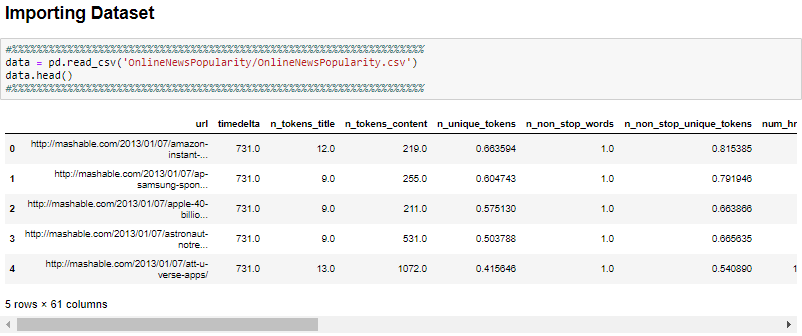 Importing Dataset
#%%%%%%%%%%%%%%%%%%%%%%%%%%%%%%%%%%%%%%%%%%%%%%%%%%%%%%%%%%%%%%%%%%
data = pd.read_csv('OnlineNewsPopularity/OnlineNewsPopularity.csv')
data.head()
#%%%%%%%%%%%%%%%%%%%%%%%%%%%%%%%%%%%%%%%%%%%%%%%%%%%%%%%%%%%%%%%%%%
url timedelta n_tokens_title n_tokens_content n_unique_tokens n_non_stop_words n_non_stop_unique_tokens num_hr
0 http://mashable.com/2013/01/07/amazon-
instant-... 731.0 12.0 219.0 0.663594 1.0 0.815385
1 http://mashable.com/2013/01/07/ap-
samsung-spon... 731.0 9.0 255.0 0.604743 1.0 0.791946
2 http://mashable.com/2013/01/07/apple-40-
billio... 731.0 9.0 211.0 0.575130 1.0 0.663866
3 http://mashable.com/2013/01/07/astronaut-
notre... 731.0 9.0 531.0 0.503788 1.0 0.665635
4 http://mashable.com/2013/01/07/att-u-
verse-apps/ 731.0 13.0 1072.0 0.415646 1.0 0.540890 1
5 rows × 61 columns